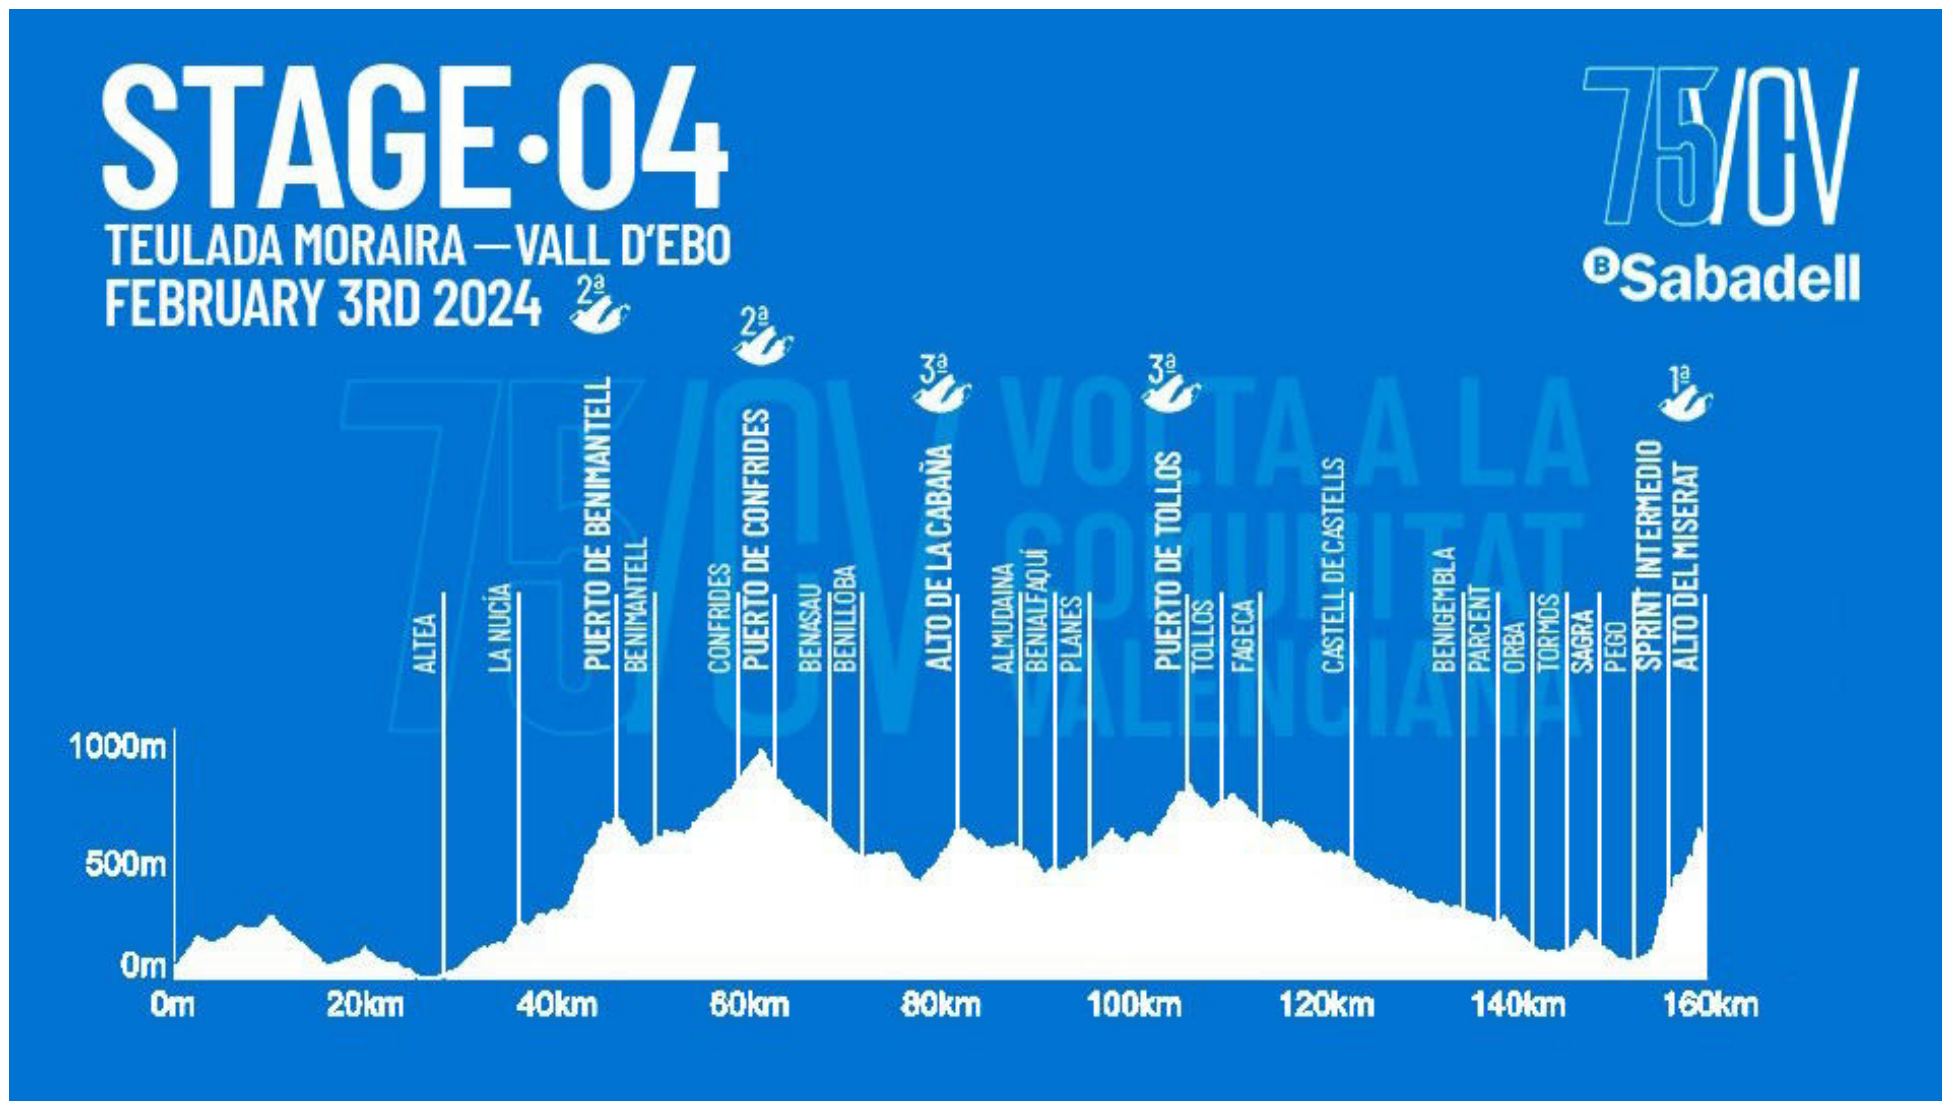 STAGE·04
TEULADA MORAIRA — VALL D'EBO
FEBRUARY 3RD 2024
75/CV
BSabadell
75/CV
VOLTA A LA
COMUNITAT
VALENCIANA
2ª
2ª
3ª
3ª
1ª
ALTEA
LA NUCÍA
PUERTO DE BENIMANTELL
BENIMANTELL
CONFRIDES
PUERTO DE CONFRIDES
BENASAU
BENILLOBA
ALTO DE LA CABAÑA
ALMUDAINA
BENIALFAQUÍ
PLANES
PUERTO DE TOLLOS
TOLLOS
FAGECA
CASTELL DE CASTELLS
BENIGEMBLA
PARCENT
ORBA
TORMOS
SAGRA
PEGO
SPRINT INTERMEDIO
ALTO DEL MISERAT
1000m
500m
0m
0m 20km 40km 60km 80km 100km 120km 140km 160km